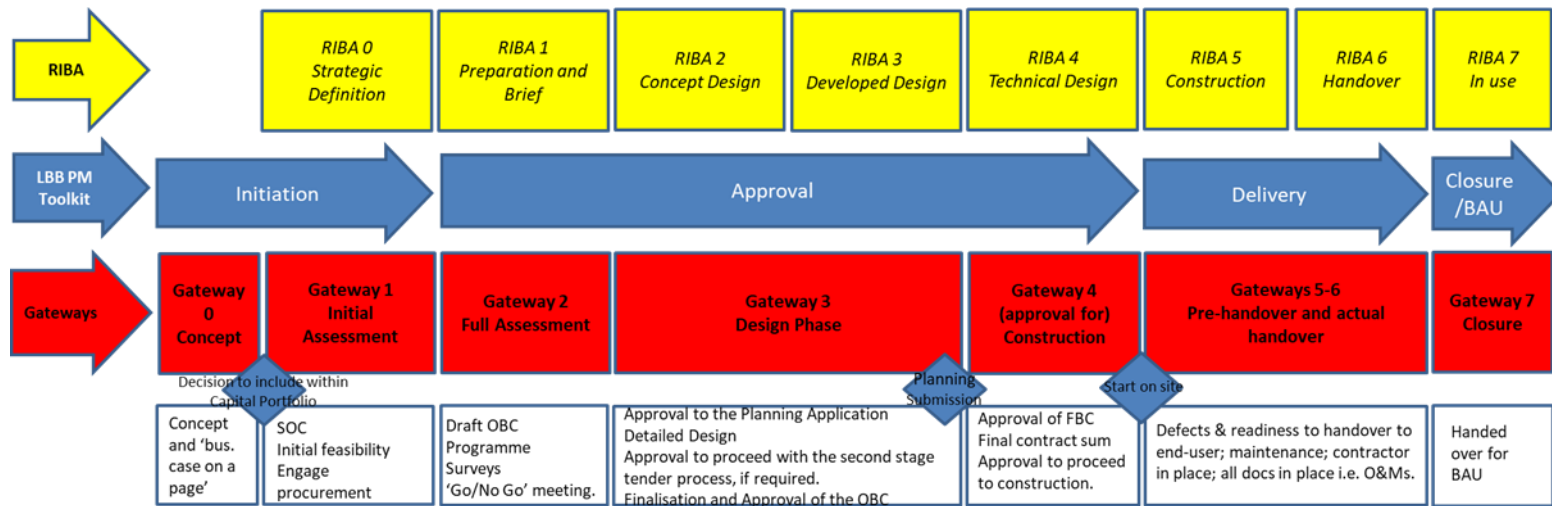 RIBA
RIBA 0
Strategic
Definition
RIBA 1
Preparation and
Brief
RIBA 2
Concept Design
RIBA 3
Developed Design
RIBA 4
Technical Design
RIBA 5
Construction
RIBA 6
Handover
RIBA 7
In use
LBB PM
Toolkit
Initiation
Approval
Delivery
Closure
/BAU
Gateways
Gateway
0
Concept
Gateway 1
Initial
Assessment
Gateway 2
Full Assessment
Gateway 3
Design Phase
Gateway 4
(approval for)
Construction
Gateways 5-6
Pre-handover and actual
handover
Gateway 7
Closure
Decision to include within
Capital Portfolio
Planning
Submission
Start on site
Concept
and ‘bus.
case on a
page’
SOC
Initial feasibility
Engage
procurement
Draft OBC
Programme
Surveys
‘Go/No Go’ meeting.
Approval to the Planning Application
Detailed Design
Approval to proceed with the second stage
tender process, if required.
Finalisation and Approval of the OBC
Approval of FBC
Final contract sum
Approval to proceed
to construction.
Defects & readiness to handover to
end-user; maintenance; contractor
in place; all docs in place i.e. O&Ms.
Handed
over for
BAU